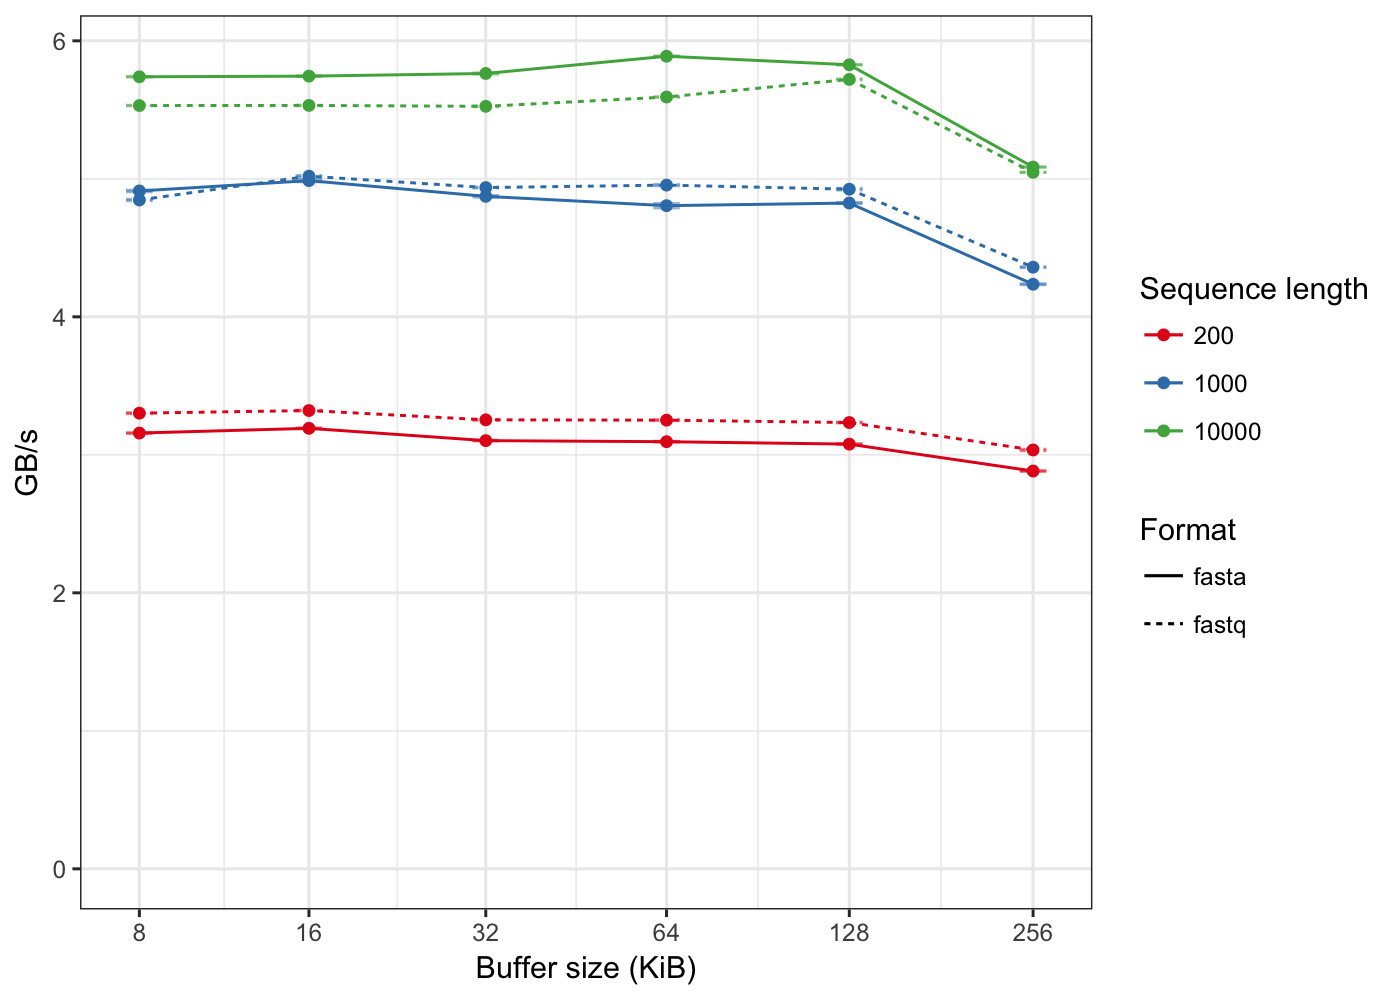 6
4
2
0
GB/s
8 16 32 64 128 256
Buffer size (KiB)
Sequence length
200
1000
10000
Format
fasta
fastq